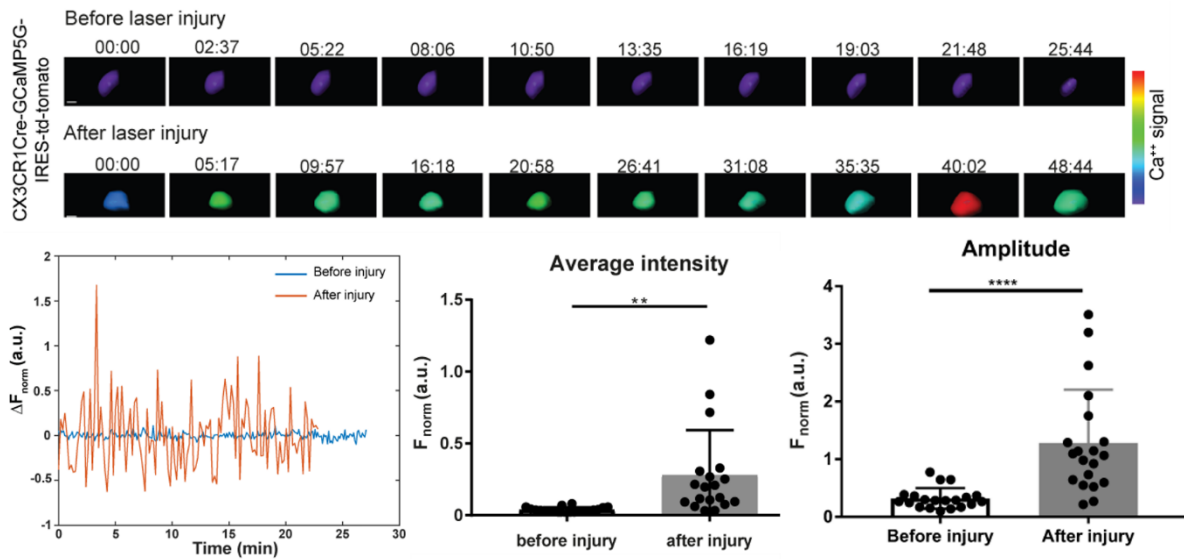 Before laser injury
00:00 02:37 05:22 08:06 10:50 13:35 16:19 19:03 21:48 25:44
After laser injury
00:00 05:17 09:57 16:18 20:58 26:41 31:08 35:35 40:02 48:44
CX3CR1Cre-GCaMP5G-
IRES-td-tomato
Ca⁺⁺ signal
2
1.5
1
0.5
0
-0.5
-1
0 5 10 15 20 25 30
ΔFnorm (a.u.)
Time (min)
Before injury
After injury
Average intensity
**
1.5
1.0
0.5
0
Fnorm (a.u.)
before injury after injury
Amplitude
****
4
3
2
1
0
Fnorm (a.u.)
Before injury After injury